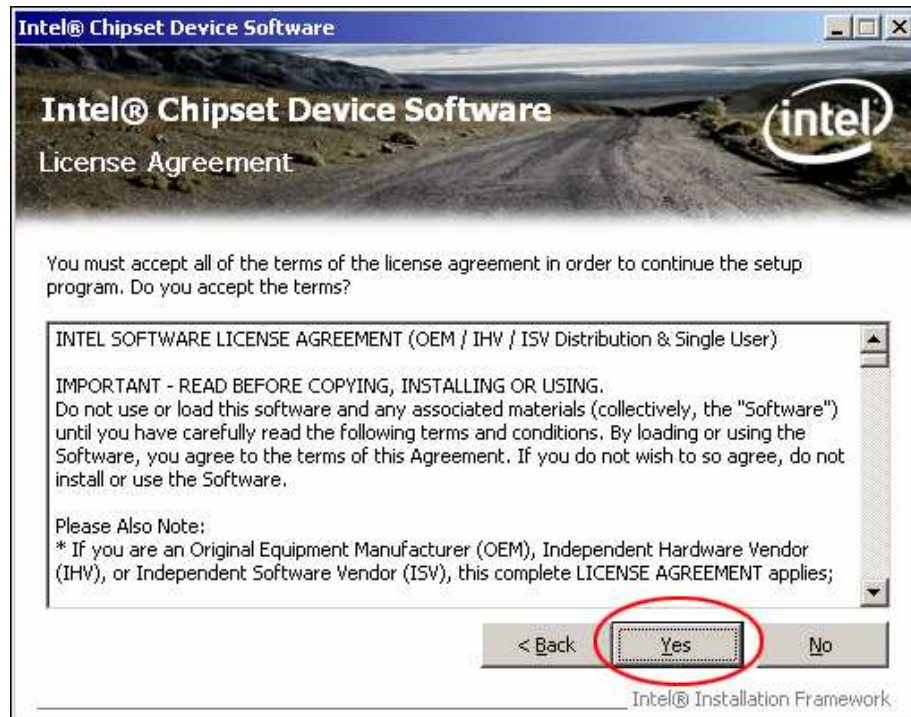 Intel® Chipset Device Software
Intel® Chipset Device Software
intel
License Agreement
You must accept all of the terms of the license agreement in order to continue the setup
program. Do you accept the terms?
INTEL SOFTWARE LICENSE AGREEMENT (OEM / IHV / ISV Distribution & Single User)
IMPORTANT - READ BEFORE COPYING, INSTALLING OR USING.
Do not use or load this software and any associated materials (collectively, the "Software")
until you have carefully read the following terms and conditions. By loading or using the
Software, you agree to the terms of this Agreement. If you do not wish to so agree, do not
install or use the Software.
Please Also Note:
* If you are an Original Equipment Manufacturer (OEM), Independent Hardware Vendor
(IHV), or Independent Software Vendor (ISV), this complete LICENSE AGREEMENT applies;
< Back
Yes
No
Intel® Installation Framework